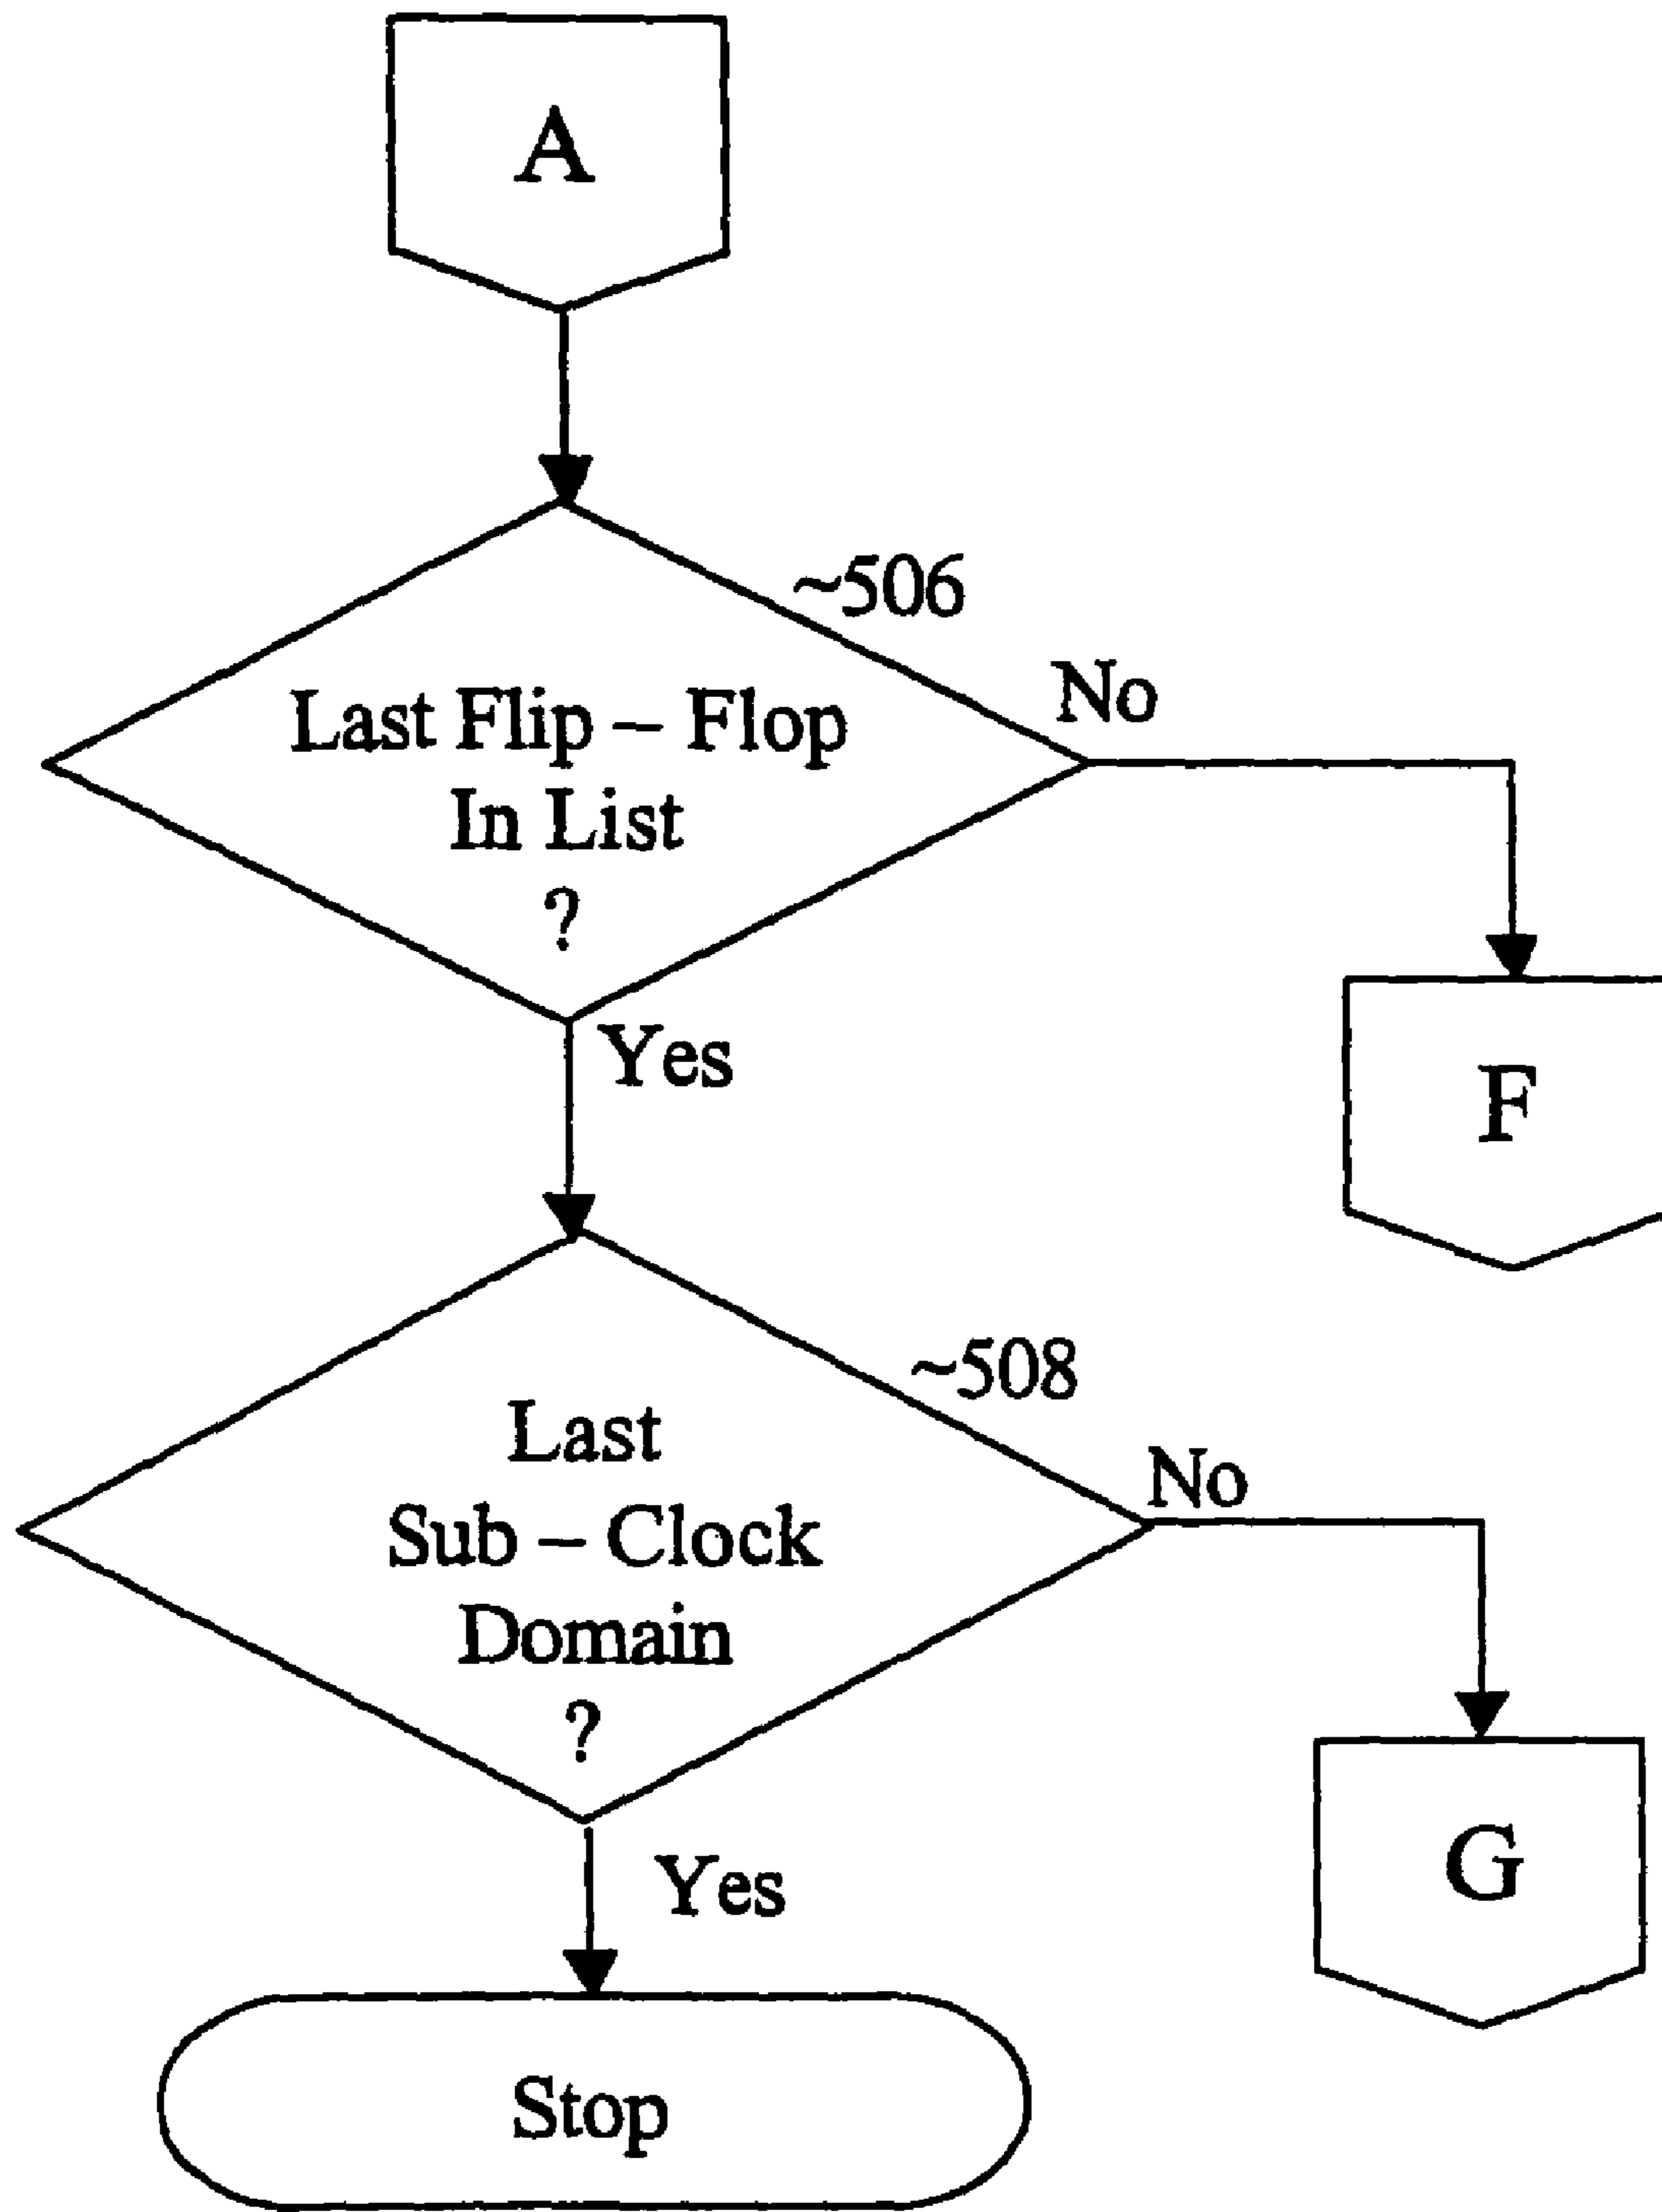 A
~506
Last Flip – Flop
In List
?
No
Yes
F
~508
Last
Sub – Clock
Domain
?
No
Yes
G
Stop